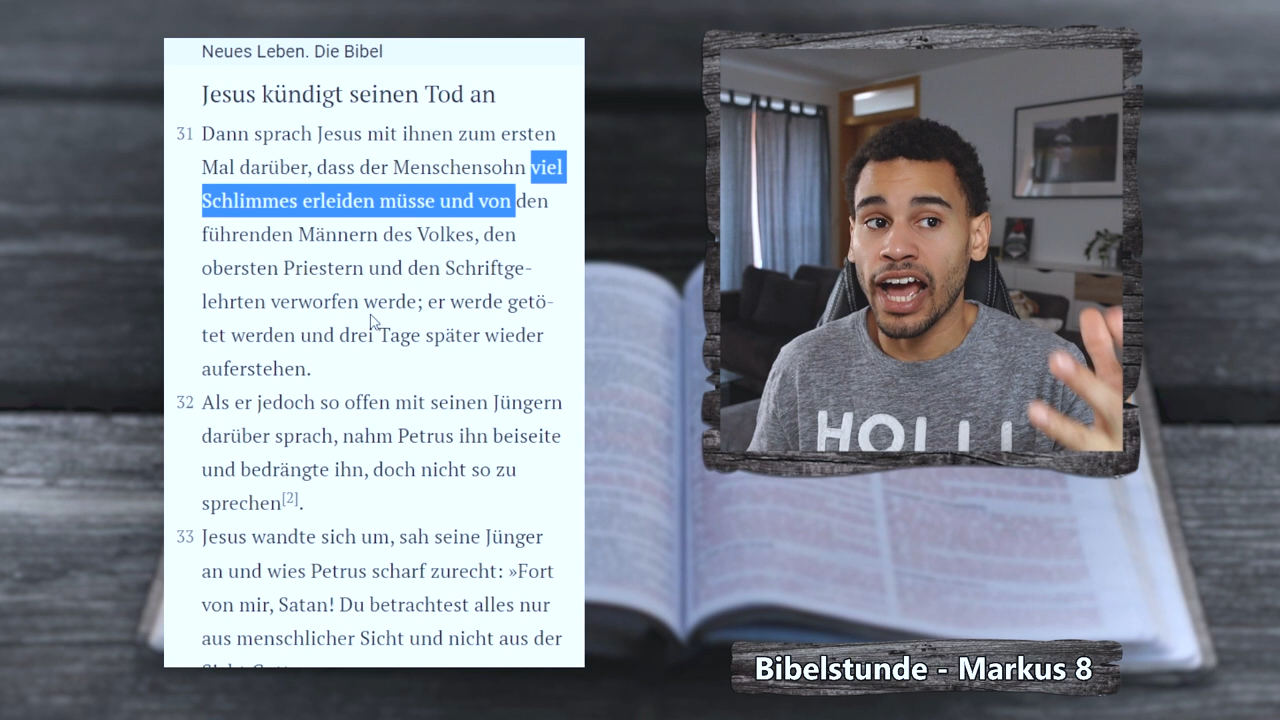 Neues Leben. Die Bibel
Jesus kündigt seinen Tod an
31 Dann sprach Jesus mit ihnen zum ersten
Mal darüber, dass der Menschensohn viel
Schlimmes erleiden müsse und von den
führenden Männern des Volkes, den
obersten Priestern und den Schriftge-
lehrten verworfen werde; er werde getö-
tet werden und drei Tage später wieder
auferstehen.
32 Als er jedoch so offen mit seinen Jüngern
darüber sprach, nahm Petrus ihn beiseite
und bedrängte ihn, doch nicht so zu
sprechen[2].
33 Jesus wandte sich um, sah seine Jünger
an und wies Petrus scharf zurecht: »Fort
von mir, Satan! Du betrachtest alles nur
aus menschlicher Sicht und nicht aus der
Bibelstunde - Markus 8